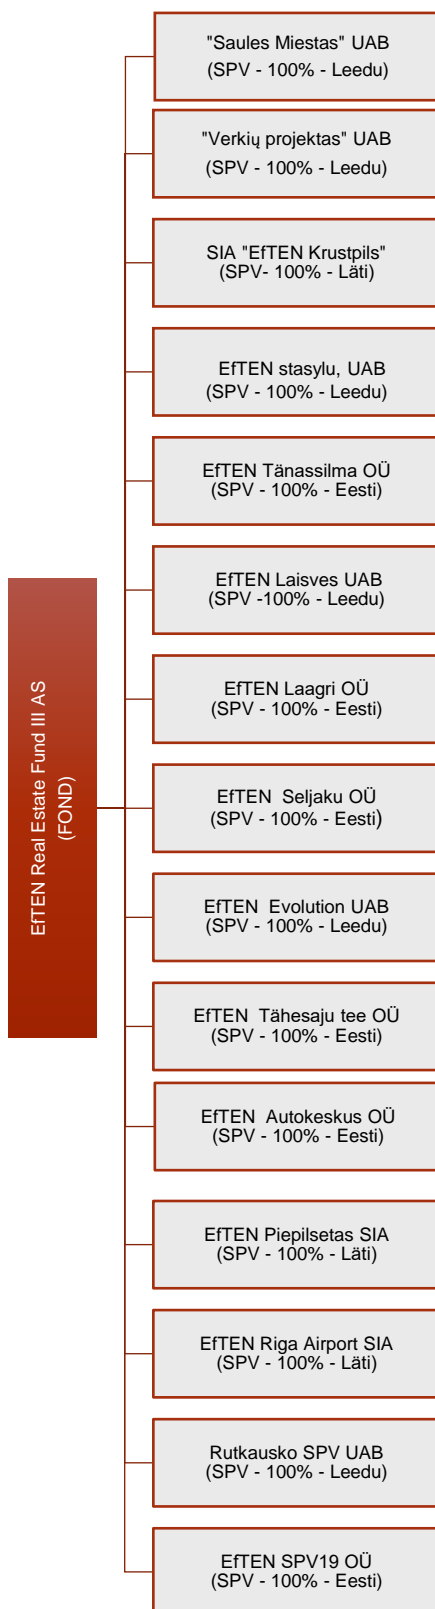 "Saules Miestas" UAB
(SPV - 100% - Leedu)
"Verkių projektas" UAB
(SPV - 100% - Leedu)
SIA "EfTEN Krustpils"
(SPV- 100% - Läti)
EfTEN stasylu, UAB
(SPV - 100% - Leedu)
EfTEN Tänassilma OÜ
(SPV - 100% - Eesti)
EfTEN Laisves UAB
(SPV -100% - Leedu)
EfTEN Laagri OÜ
(SPV - 100% - Eesti)
EfTEN Real Estate Fund III AS
(FOND)
EfTEN Seljaku OÜ
(SPV - 100% - Eesti)
EfTEN Evolution UAB
(SPV - 100% - Leedu)
EfTEN Tähesaju tee OÜ
(SPV - 100% - Eesti)
EfTEN Autokeskus OÜ
(SPV - 100% - Eesti)
EfTEN Piepilsetas SIA
(SPV - 100% - Läti)
EfTEN Riga Airport SIA
(SPV - 100% - Läti)
Rutkausko SPV UAB
(SPV - 100% - Leedu)
EfTEN SPV19 OÜ
(SPV - 100% - Eesti)